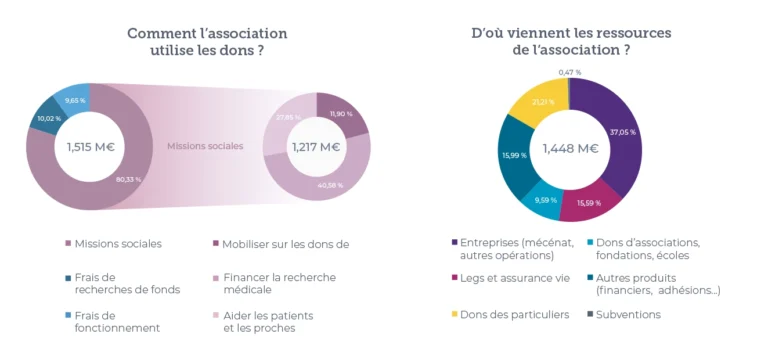 Comment l'association
utilise les dons ?
9,65 %
10,02 %
1,515 M€
80,33 %
Missions sociales
27,85 %
11,90 %
1,217 M€
40,58 %
Missions sociales
Mobiliser sur les dons de
Frais de
recherches de fonds
Financer la recherche
médicale
Frais de
fonctionnement
Aider les patients
et les proches
D'où viennent les ressources
de l'association ?
0,47 %
21,21 %
37,05 %
15,99 %
1,448 M€
9,59 %
15,59 %
Entreprises (mécénat,
autres opérations)
Dons d'associations,
fondations, écoles
Legs et assurance vie
Autres produits
(financiers, adhésions...)
Dons des particuliers
Subventions